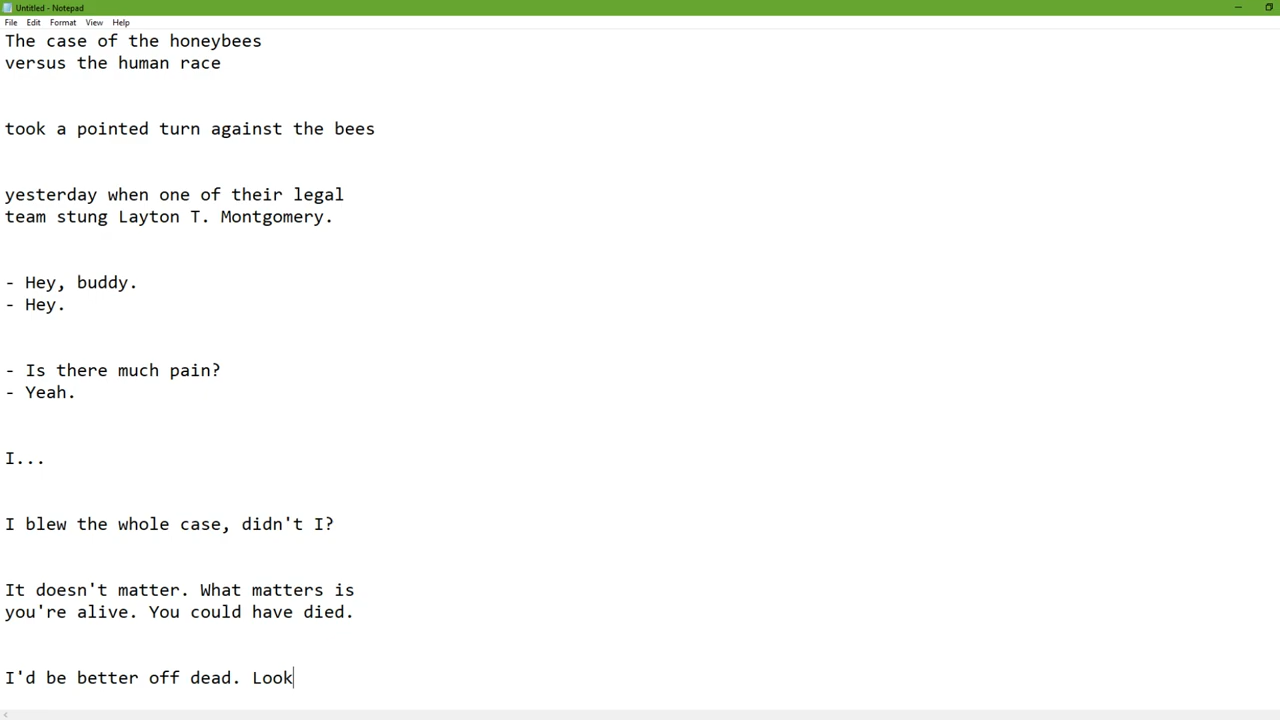 Untitled - Notepad
File Edit Format View Help
The case of the honeybees
versus the human race
took a pointed turn against the bees
yesterday when one of their legal
team stung Layton T. Montgomery.
- Hey, buddy.
- Hey.
- Is there much pain?
- Yeah.
I...
I blew the whole case, didn't I?
It doesn't matter. What matters is
you're alive. You could have died.
I'd be better off dead. Look